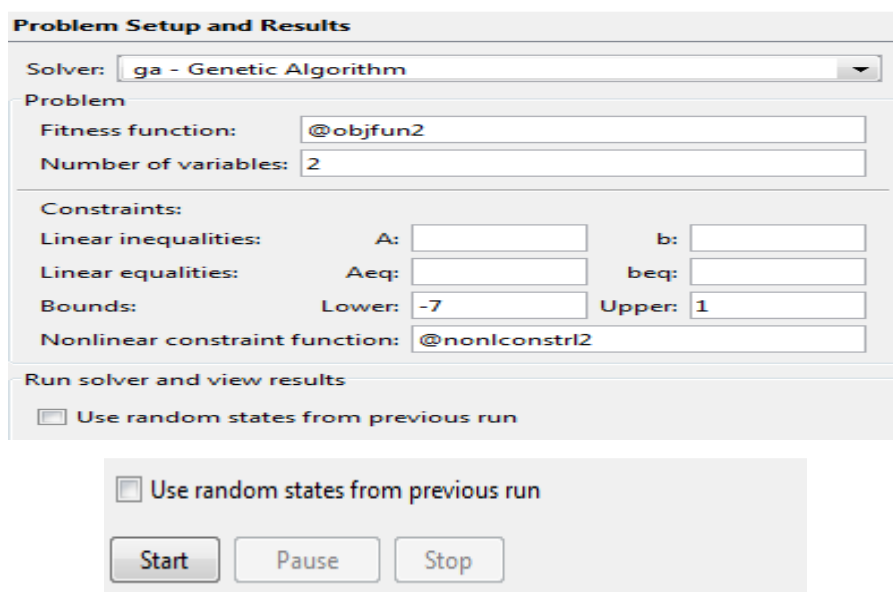 Problem Setup and Results
Solver: ga - Genetic Algorithm
Problem
Fitness function: @objfun2
Number of variables: 2
Constraints:
Linear inequalities: A: b:
Linear equalities: Aeq: beq:
Bounds: Lower: -7 Upper: 1
Nonlinear constraint function: @nonlconstrl2
Run solver and view results
Use random states from previous run
Use random states from previous run
Start Pause Stop